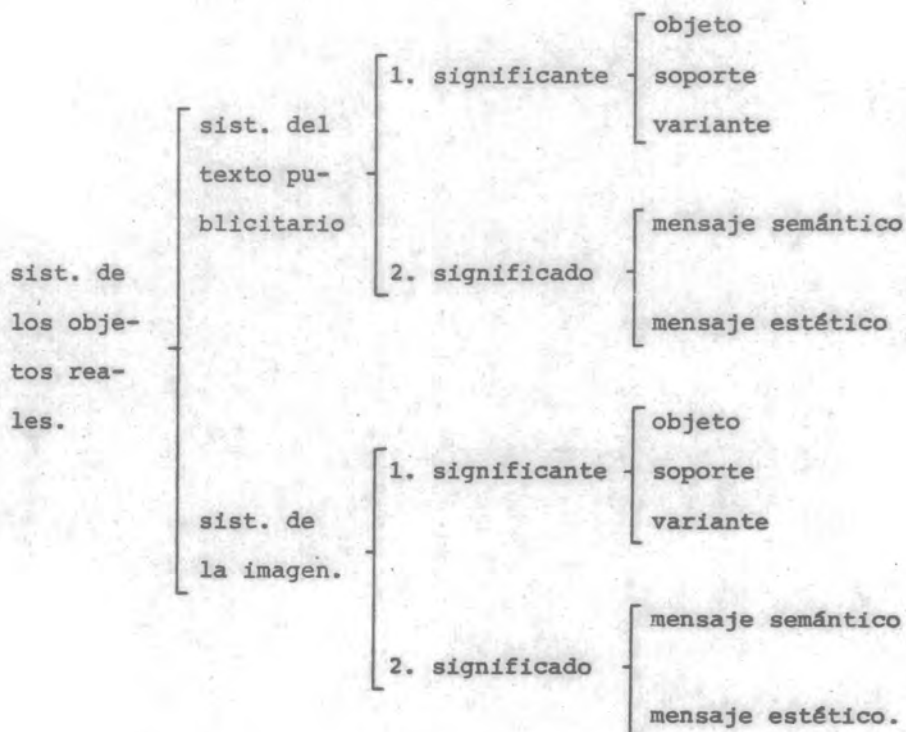 objeto
1. significante
soporte
variante
sist. del
texto pu-
blicitario
mensaje semántico
2. significado
mensaje estético
sist. de
los obje-
tos rea-
les.
objeto
1. significante
soporte
variante
sist. de
la imagen.
mensaje semántico
2. significado
mensaje estético.